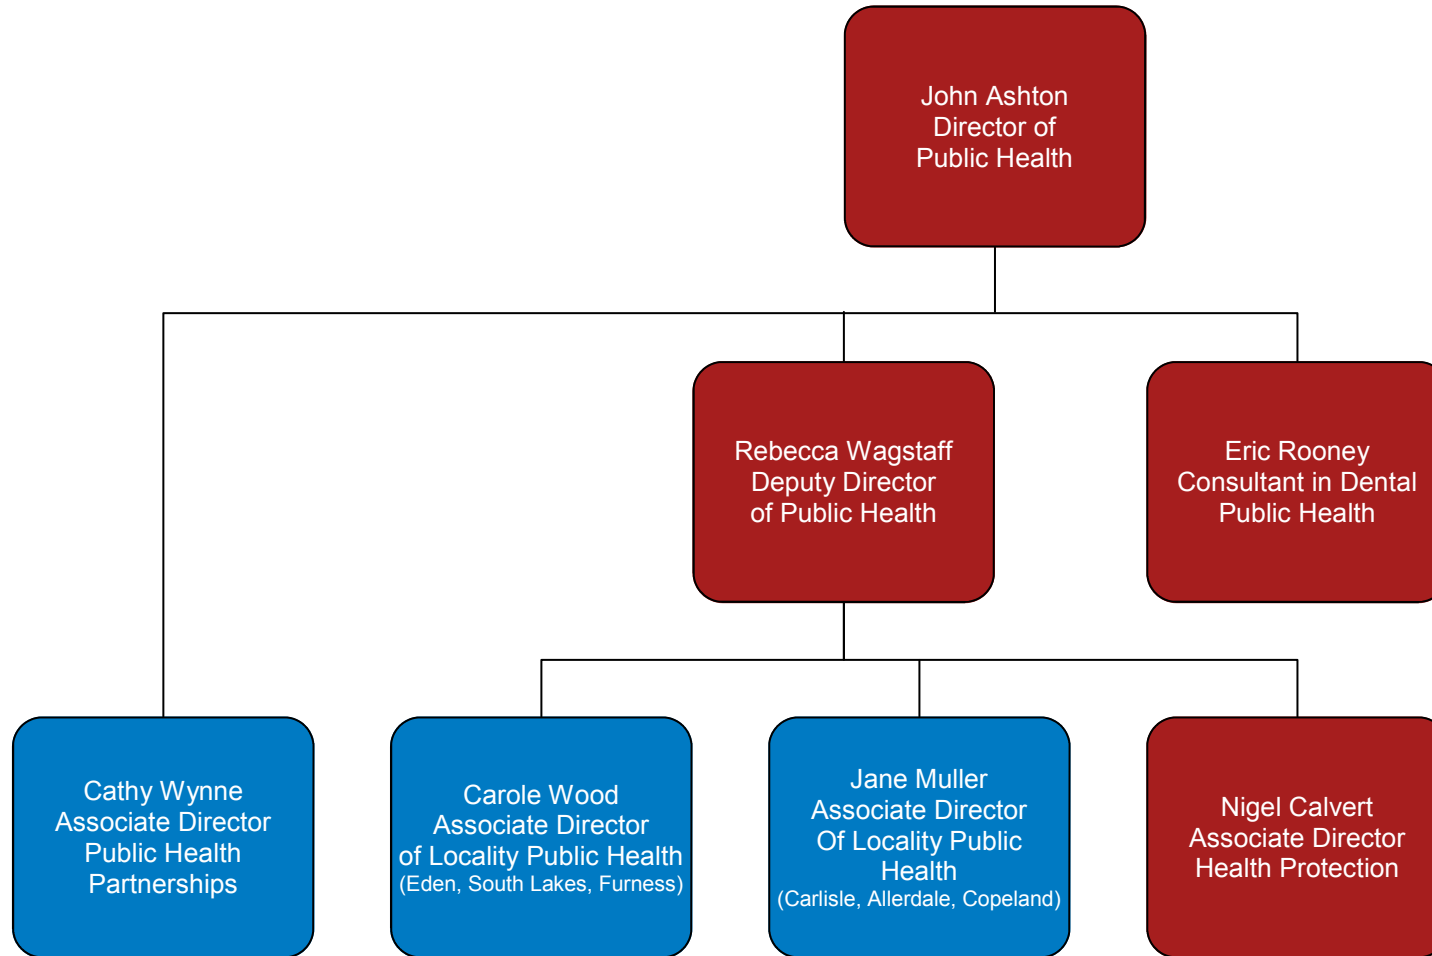 John Ashton
Director of
Public Health
Rebecca Wagstaff
Deputy Director
of Public Health
Eric Rooney
Consultant in Dental
Public Health
Cathy Wynne
Associate Director
Public Health
Partnerships
Carole Wood
Associate Director
of Locality Public Health
(Eden, South Lakes, Furness)
Jane Muller
Associate Director
Of Locality Public
Health
(Carlisle, Allerdale, Copeland)
Nigel Calvert
Associate Director
Health Protection